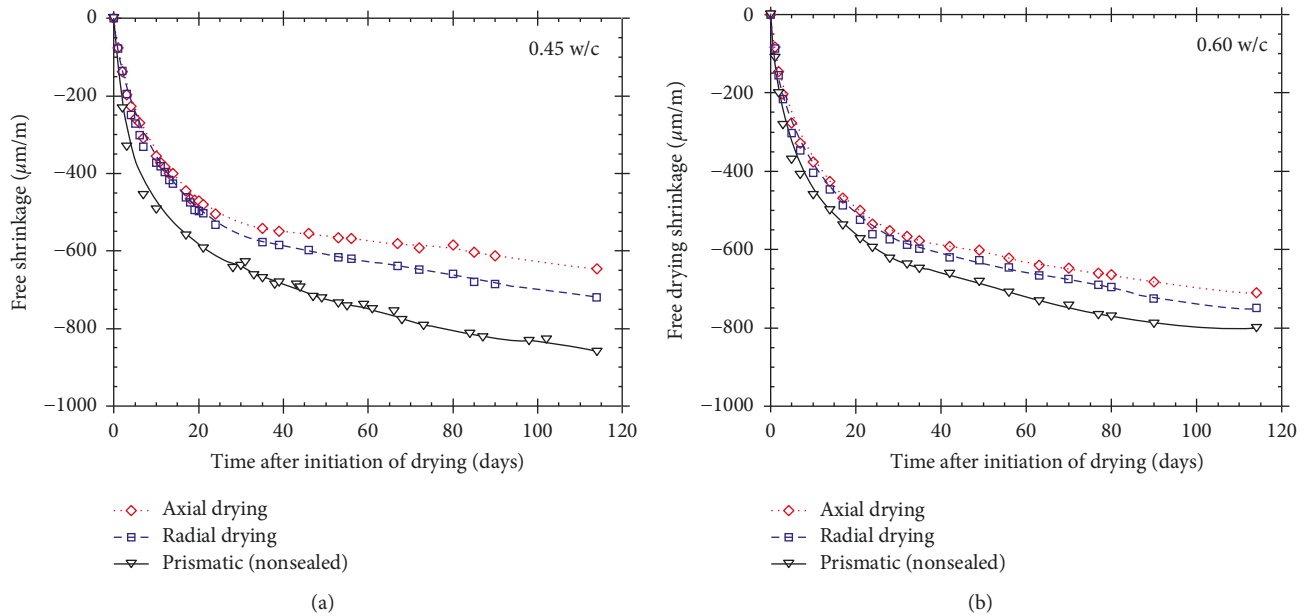 0.45 w/c
0
−200
−400
−600
−800
−1000
Free shrinkage (μm/m)
0 20 40 60 80 100 120
Time after initiation of drying (days)
Axial drying
Radial drying
Prismatic (nonsealed)
(a)
0.60 w/c
0
−200
−400
−600
−800
−1000
Free drying shrinkage (μm/m)
0 20 40 60 80 100 120
Time after initiation of drying (days)
Axial drying
Radial drying
Prismatic (nonsealed)
(b)